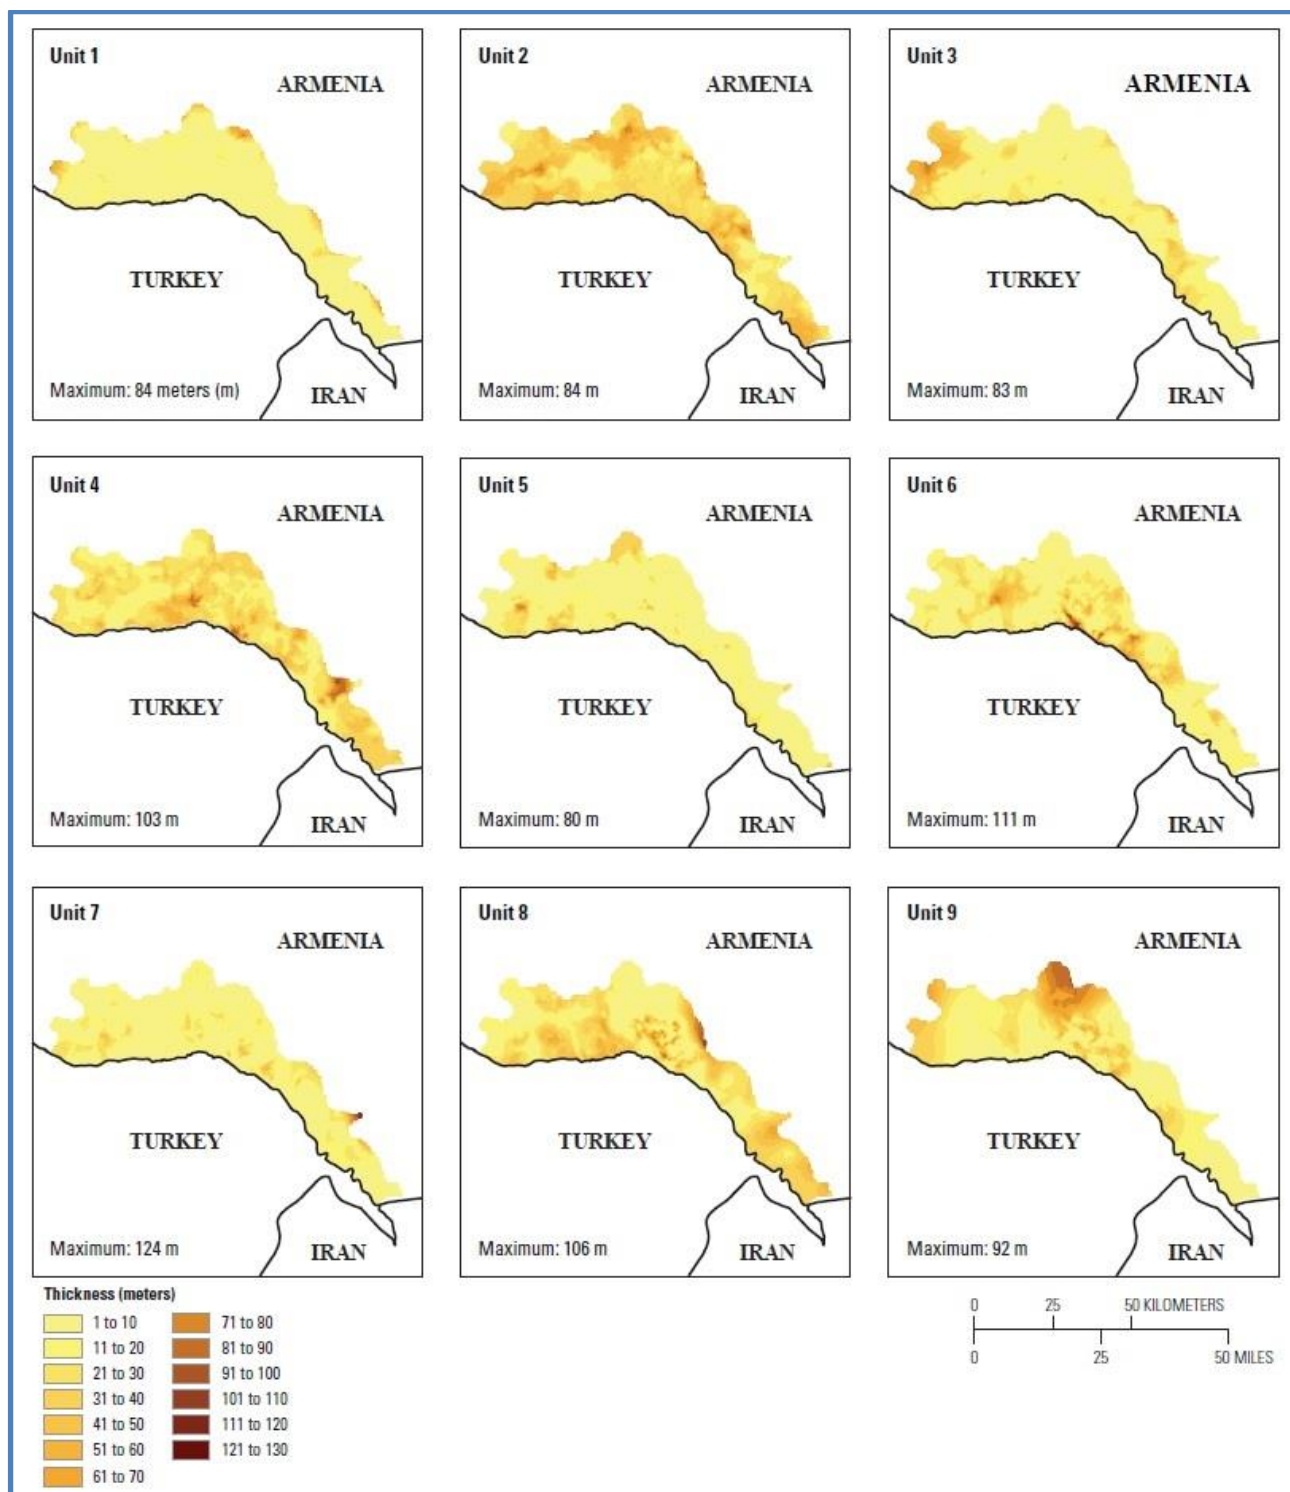 Unit 1
ARMENIA
TURKEY
Maximum: 84 meters (m)
IRAN
Unit 2
ARMENIA
TURKEY
Maximum: 84 m
IRAN
Unit 3
ARMENIA
TURKEY
Maximum: 83 m
IRAN
Unit 4
ARMENIA
TURKEY
Maximum: 103 m
IRAN
Unit 5
ARMENIA
TURKEY
Maximum: 80 m
IRAN
Unit 6
ARMENIA
TURKEY
Maximum: 111 m
IRAN
Unit 7
ARMENIA
TURKEY
Maximum: 124 m
IRAN
Unit 8
ARMENIA
TURKEY
Maximum: 106 m
IRAN
Unit 9
ARMENIA
TURKEY
Maximum: 92 m
IRAN
Thickness (meters)
1 to 10
11 to 20
21 to 30
31 to 40
41 to 50
51 to 60
61 to 70
71 to 80
81 to 90
91 to 100
101 to 110
111 to 120
121 to 130
0 25 50 KILOMETERS
0 25 50 MILES